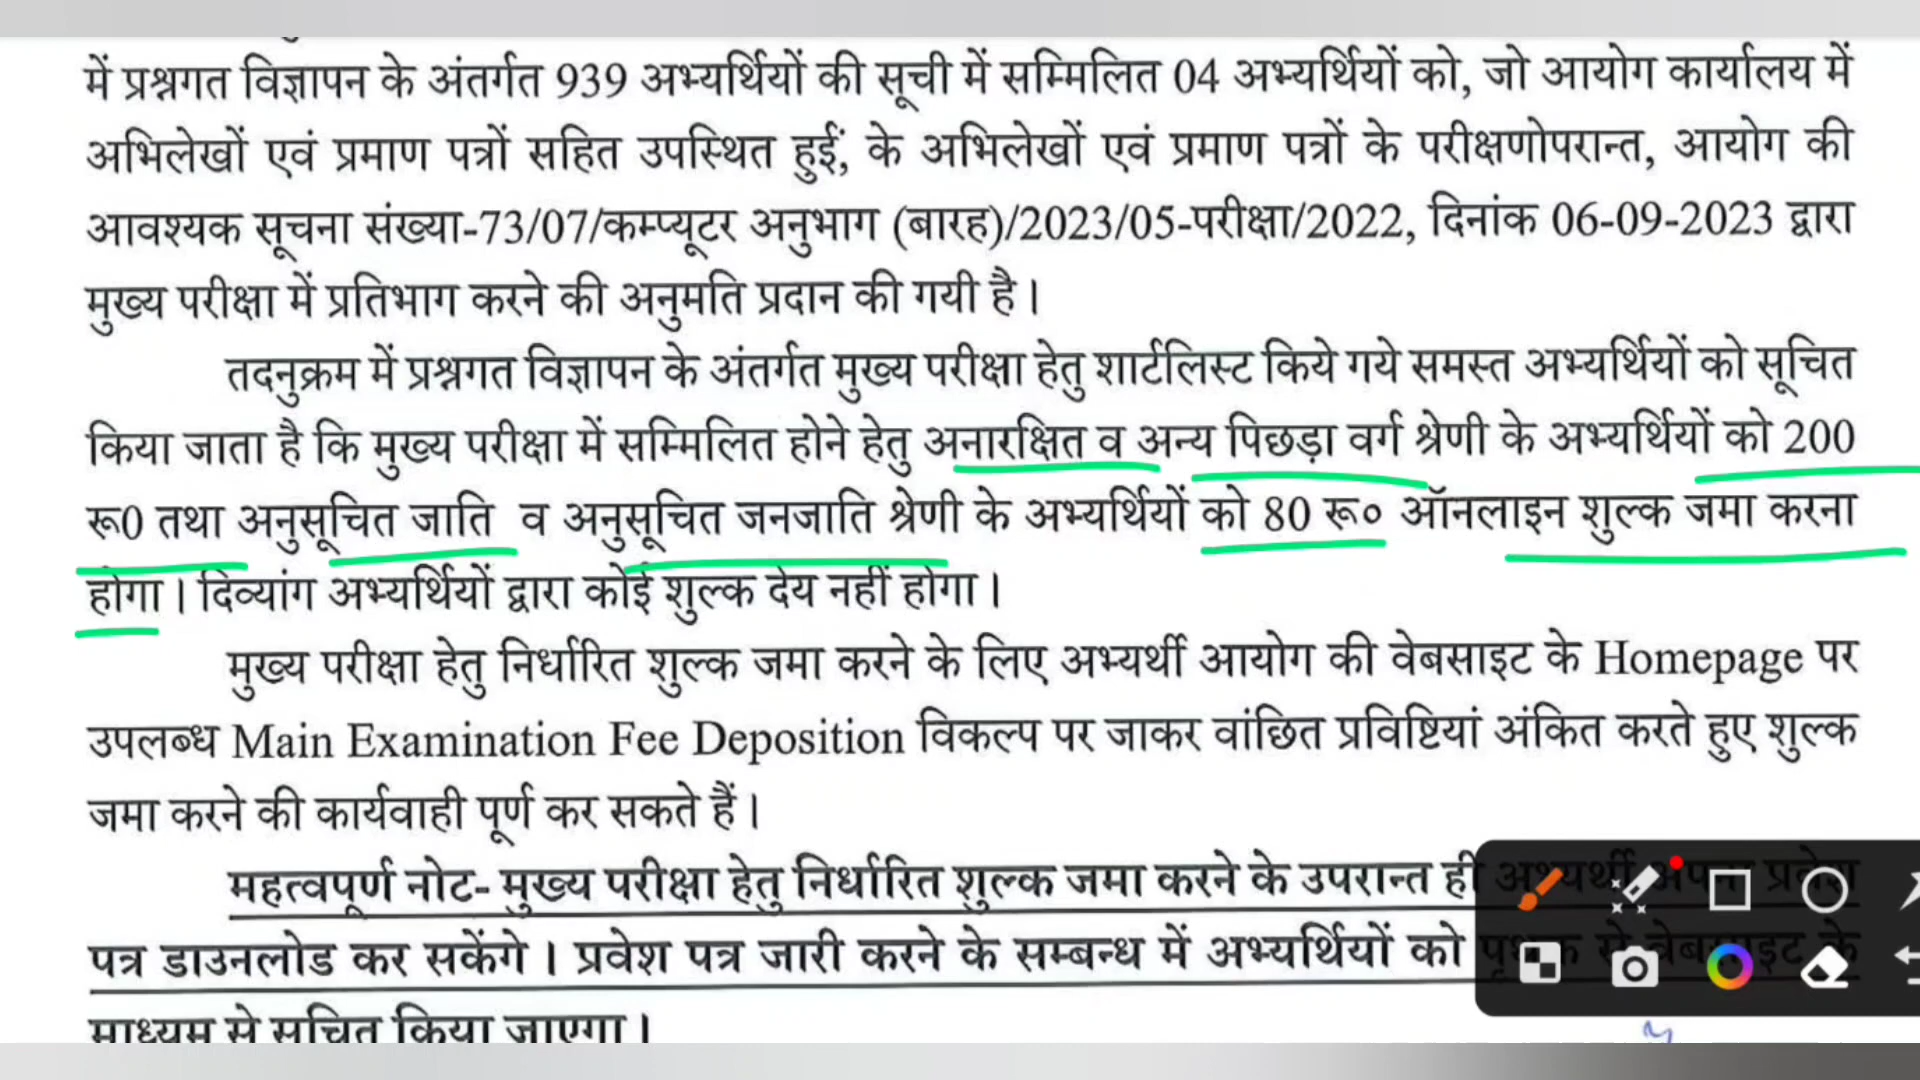 में प्रश्नगत विज्ञापन के अंतर्गत 939 अभ्यर्थियों की सूची में सम्मिलित 04 अभ्यर्थियों को, जो आयोग कार्यालय में
अभिलेखों एवं प्रमाण पत्रों सहित उपस्थित हुईं, के अभिलेखों एवं प्रमाण पत्रों के परीक्षणोपरान्त, आयोग की
आवश्यक सूचना संख्या-73/07/कम्प्यूटर अनुभाग (बारह)/2023/05-परीक्षा/2022, दिनांक 06-09-2023 द्वारा
मुख्य परीक्षा में प्रतिभाग करने की अनुमति प्रदान की गयी है।
तदनुक्रम में प्रश्नगत विज्ञापन के अंतर्गत मुख्य परीक्षा हेतु शार्टलिस्ट किये गये समस्त अभ्यर्थियों को सूचित
किया जाता है कि मुख्य परीक्षा में सम्मिलित होने हेतु अनारक्षित व अन्य पिछड़ा वर्ग श्रेणी के अभ्यर्थियों को 200
रू0 तथा अनुसूचित जाति व अनुसूचित जनजाति श्रेणी के अभ्यर्थियों को 80 रू० ऑनलाइन शुल्क जमा करना
होगा। दिव्यांग अभ्यर्थियों द्वारा कोई शुल्क देय नहीं होगा।
मुख्य परीक्षा हेतु निर्धारित शुल्क जमा करने के लिए अभ्यर्थी आयोग की वेबसाइट के Homepage पर
उपलब्ध Main Examination Fee Deposition विकल्प पर जाकर वांछित प्रविष्टियां अंकित करते हुए शुल्क
जमा करने की कार्यवाही पूर्ण कर सकते हैं।
महत्वपूर्ण नोट- मुख्य परीक्षा हेतु निर्धारित शुल्क जमा करने के उपरान्त ही अभ्यर्थी अपना प्रवेश
पत्र डाउनलोड कर सकेंगे। प्रवेश पत्र जारी करने के सम्बन्ध में अभ्यर्थियों को पृथक से वेबसाइट के
माध्यम से सूचित किया जाएगा।